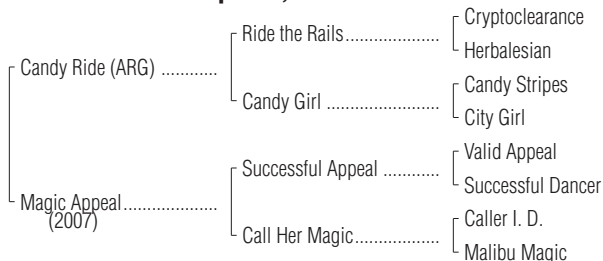 Cryptoclearance
Ride the Rails....................
Herbalesian
Candy Ride (ARG) ............
Candy Stripes
Candy Girl ........................
City Girl
Valid Appeal
Successful Appeal ............
Successful Dancer
Magic Appeal....................
(2007)
Caller I. D.
Call Her Magic..................
Malibu Magic